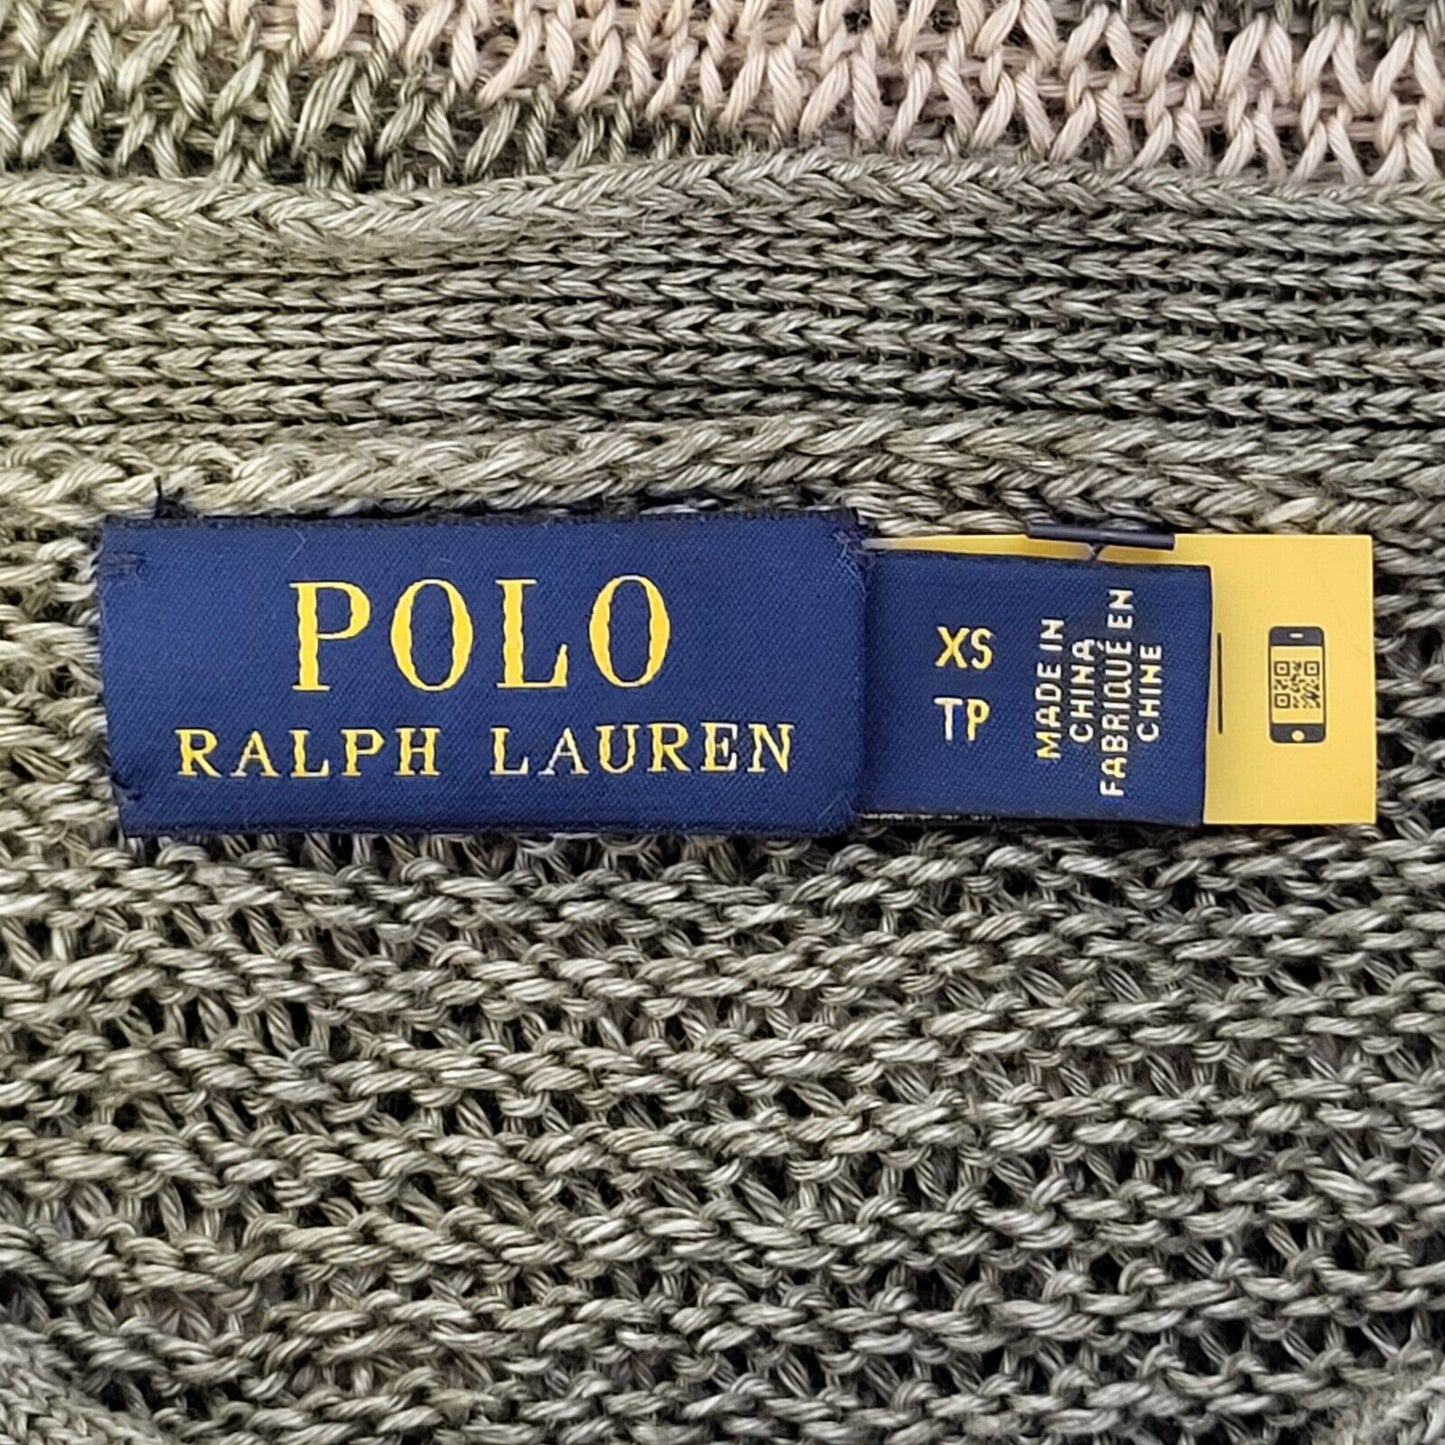 POLO
RALPH LAUREN
XS
TP
MADE IN
CHINA
FABRIQUÉ EN
CHINE